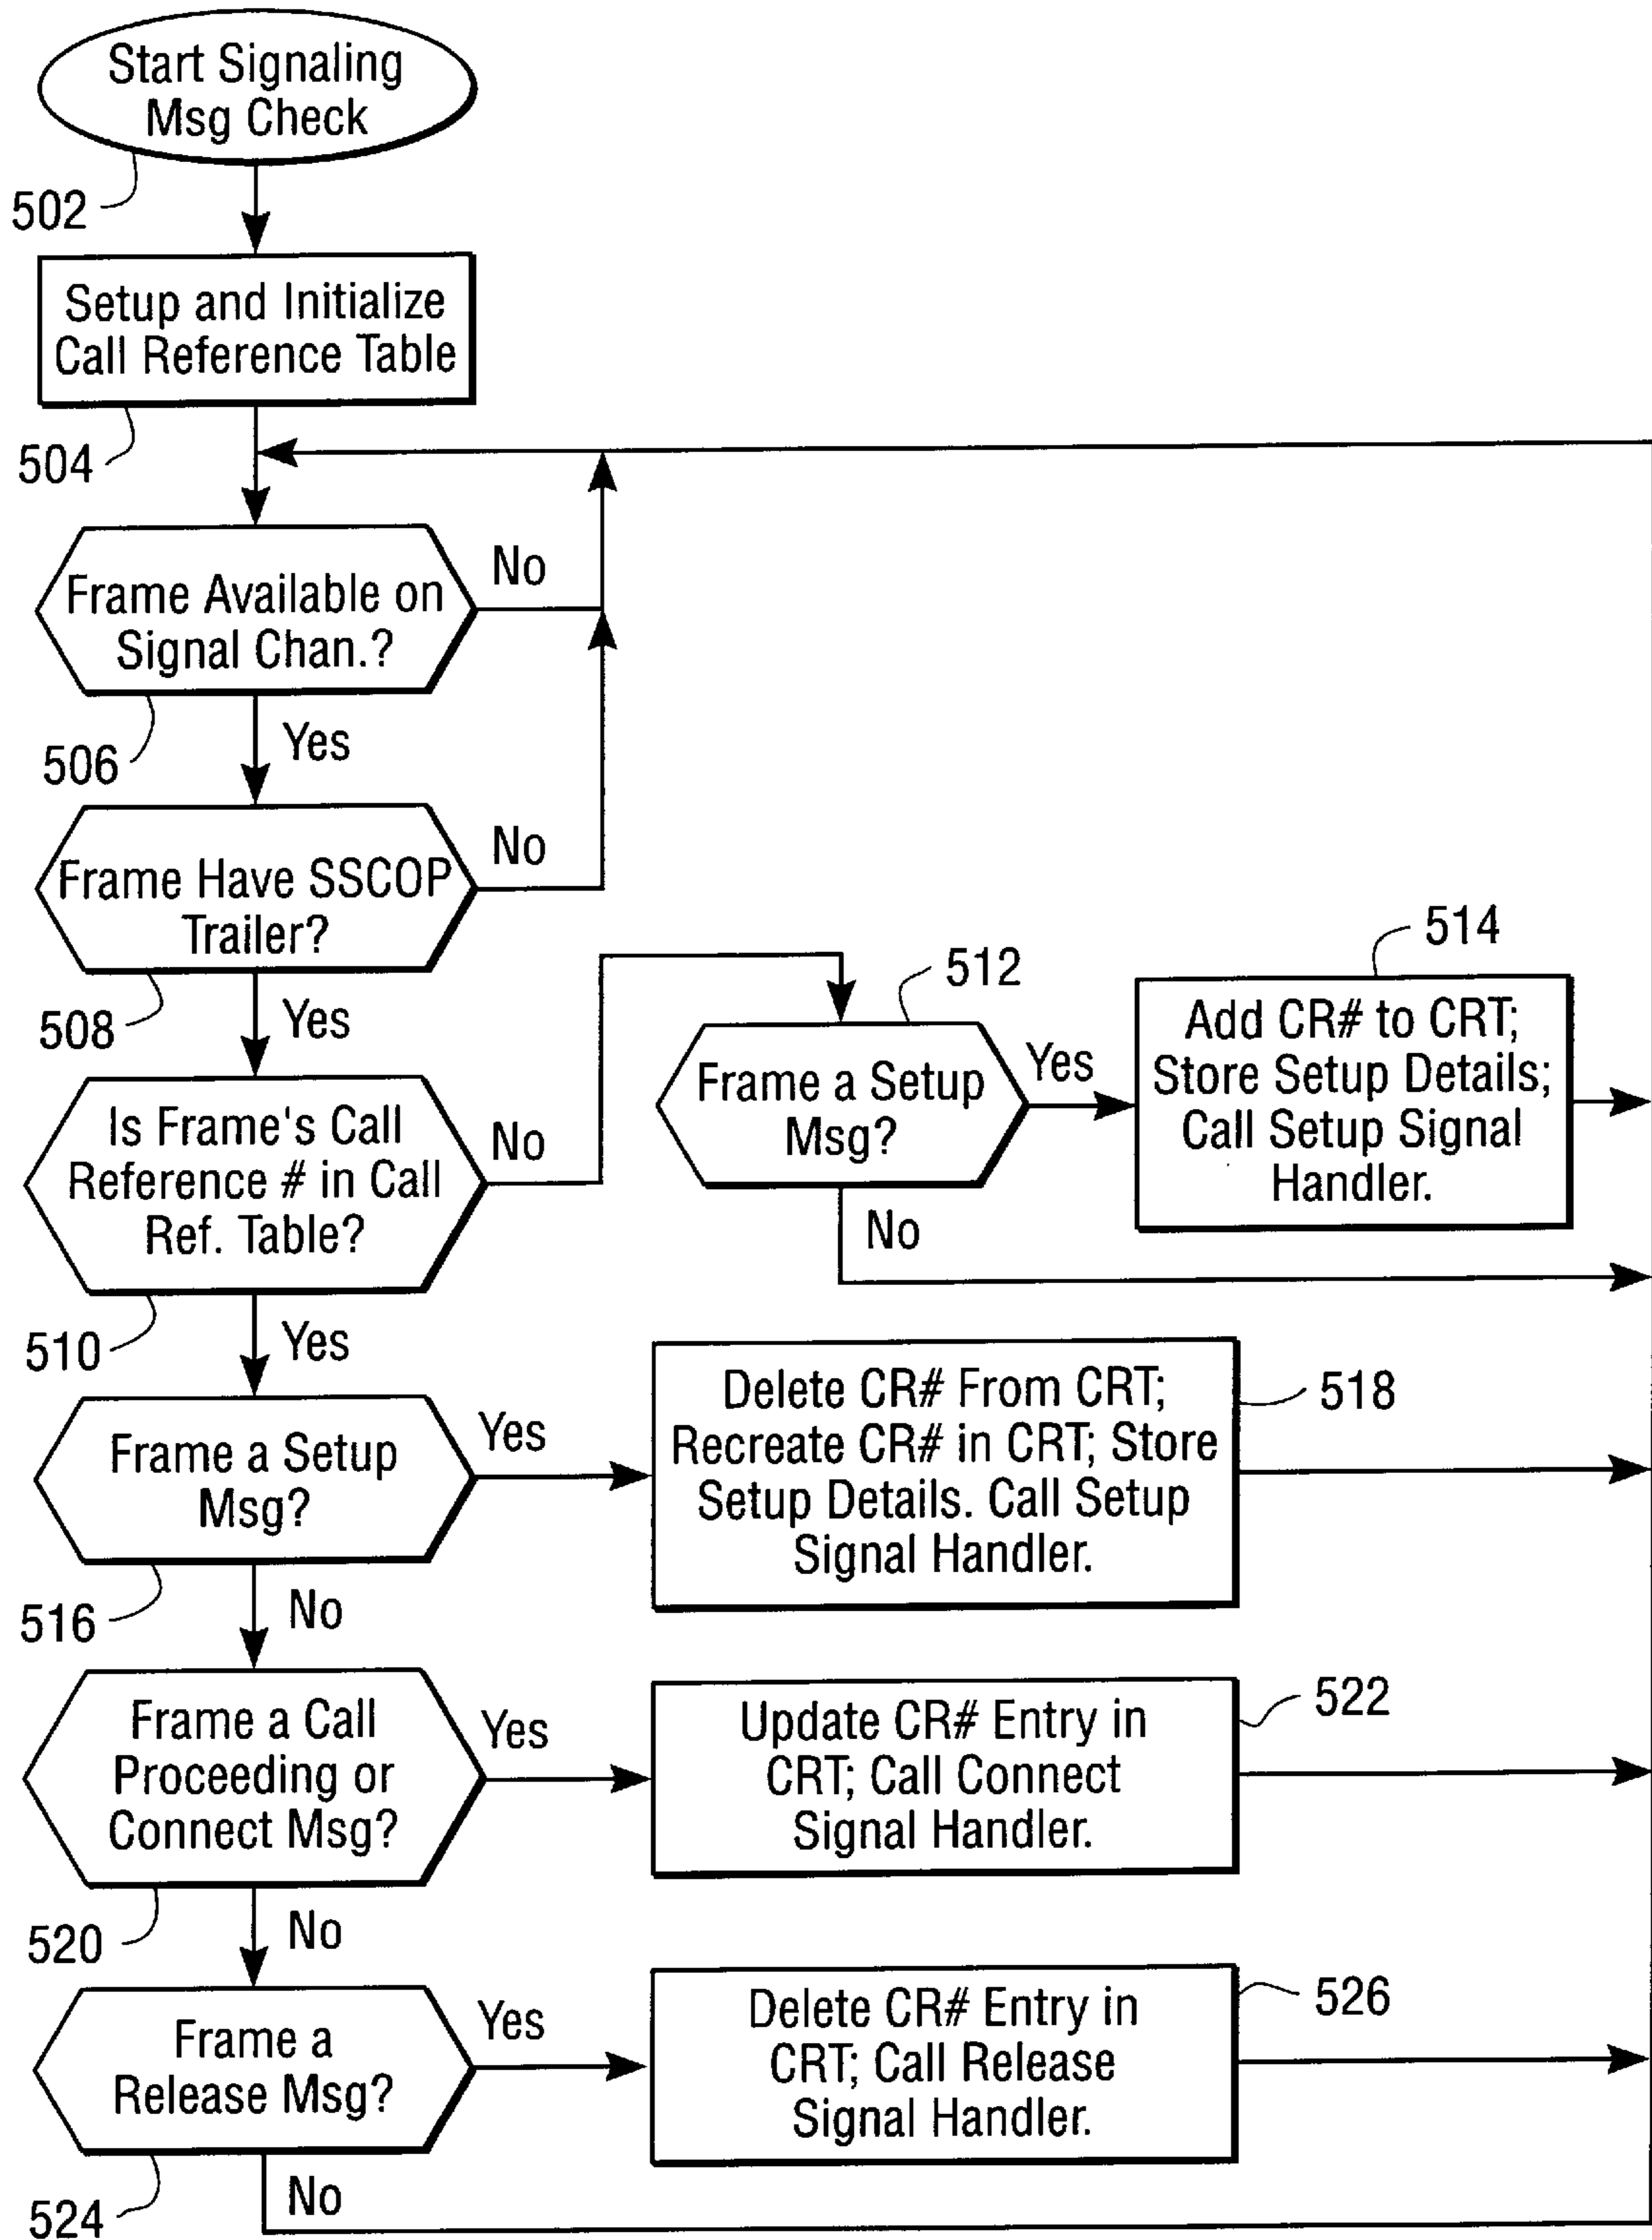 Start Signaling
Msg Check
502
Setup and Initialize
Call Reference Table
504
Frame Available on
Signal Chan.?
No
506
Yes
Frame Have SSCOP
Trailer?
No
508
Yes
Is Frame's Call
Reference # in Call
Ref. Table?
No
510
Yes
512
Frame a Setup
Msg?
Yes
No
514
Add CR# to CRT;
Store Setup Details;
Call Setup Signal
Handler.
Frame a Setup
Msg?
Yes
516
No
Delete CR# From CRT;
Recreate CR# in CRT; Store
Setup Details. Call Setup
Signal Handler.
518
Frame a Call
Proceeding or
Connect Msg?
Yes
520
No
Update CR# Entry in
CRT; Call Connect
Signal Handler.
522
Frame a
Release Msg?
Yes
524
No
Delete CR# Entry in
CRT; Call Release
Signal Handler.
526